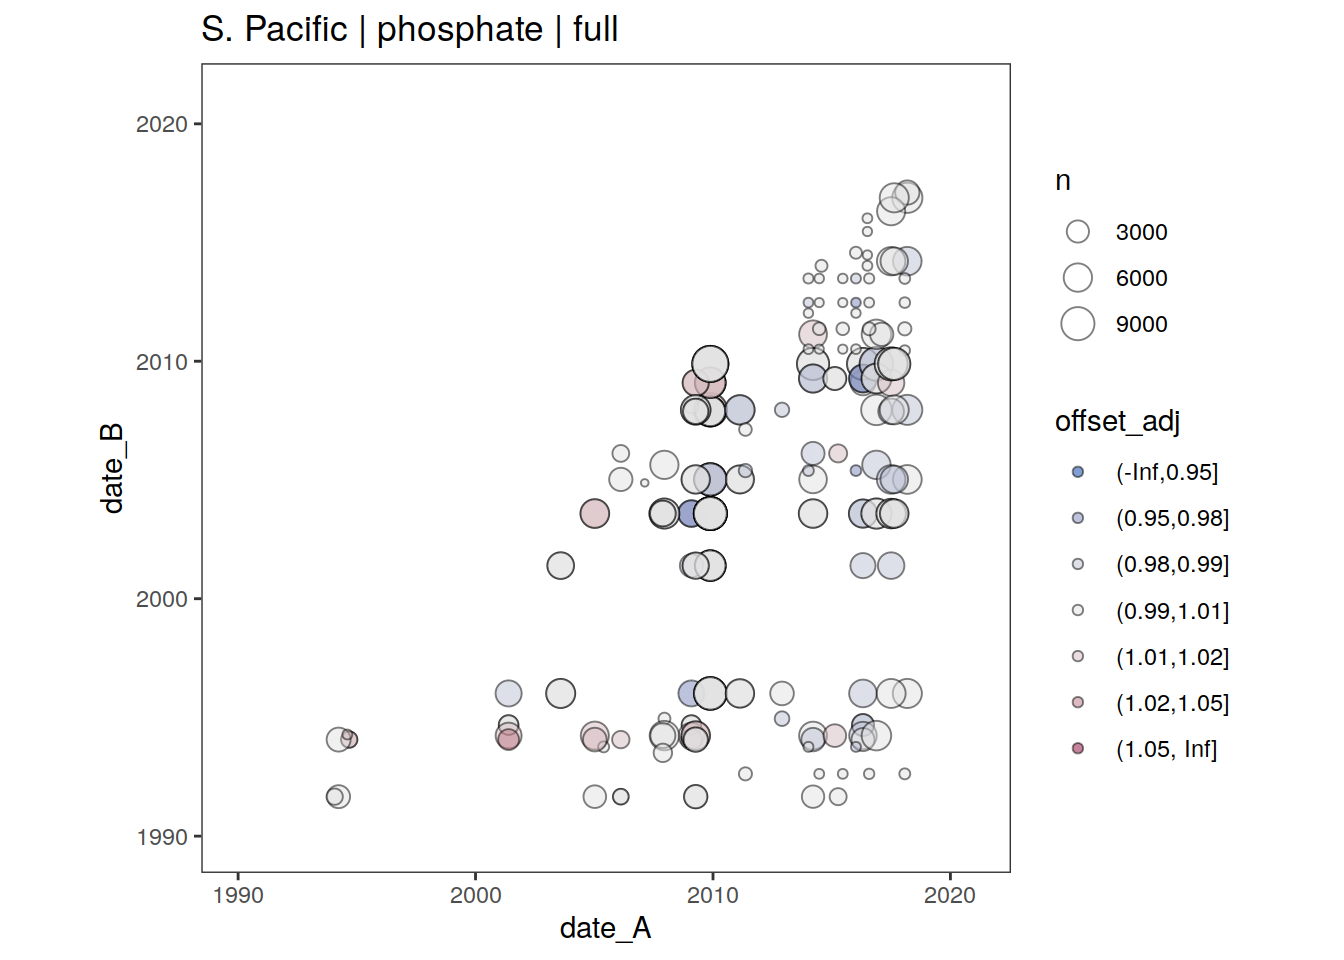 S. Pacific | phosphate | full
date_B
2020
2010
2000
1990
1990 2000 2010 2020
date_A
n
3000
6000
9000
offset_adj
(-Inf,0.95]
(0.95,0.98]
(0.98,0.99]
(0.99,1.01]
(1.01,1.02]
(1.02,1.05]
(1.05, Inf]